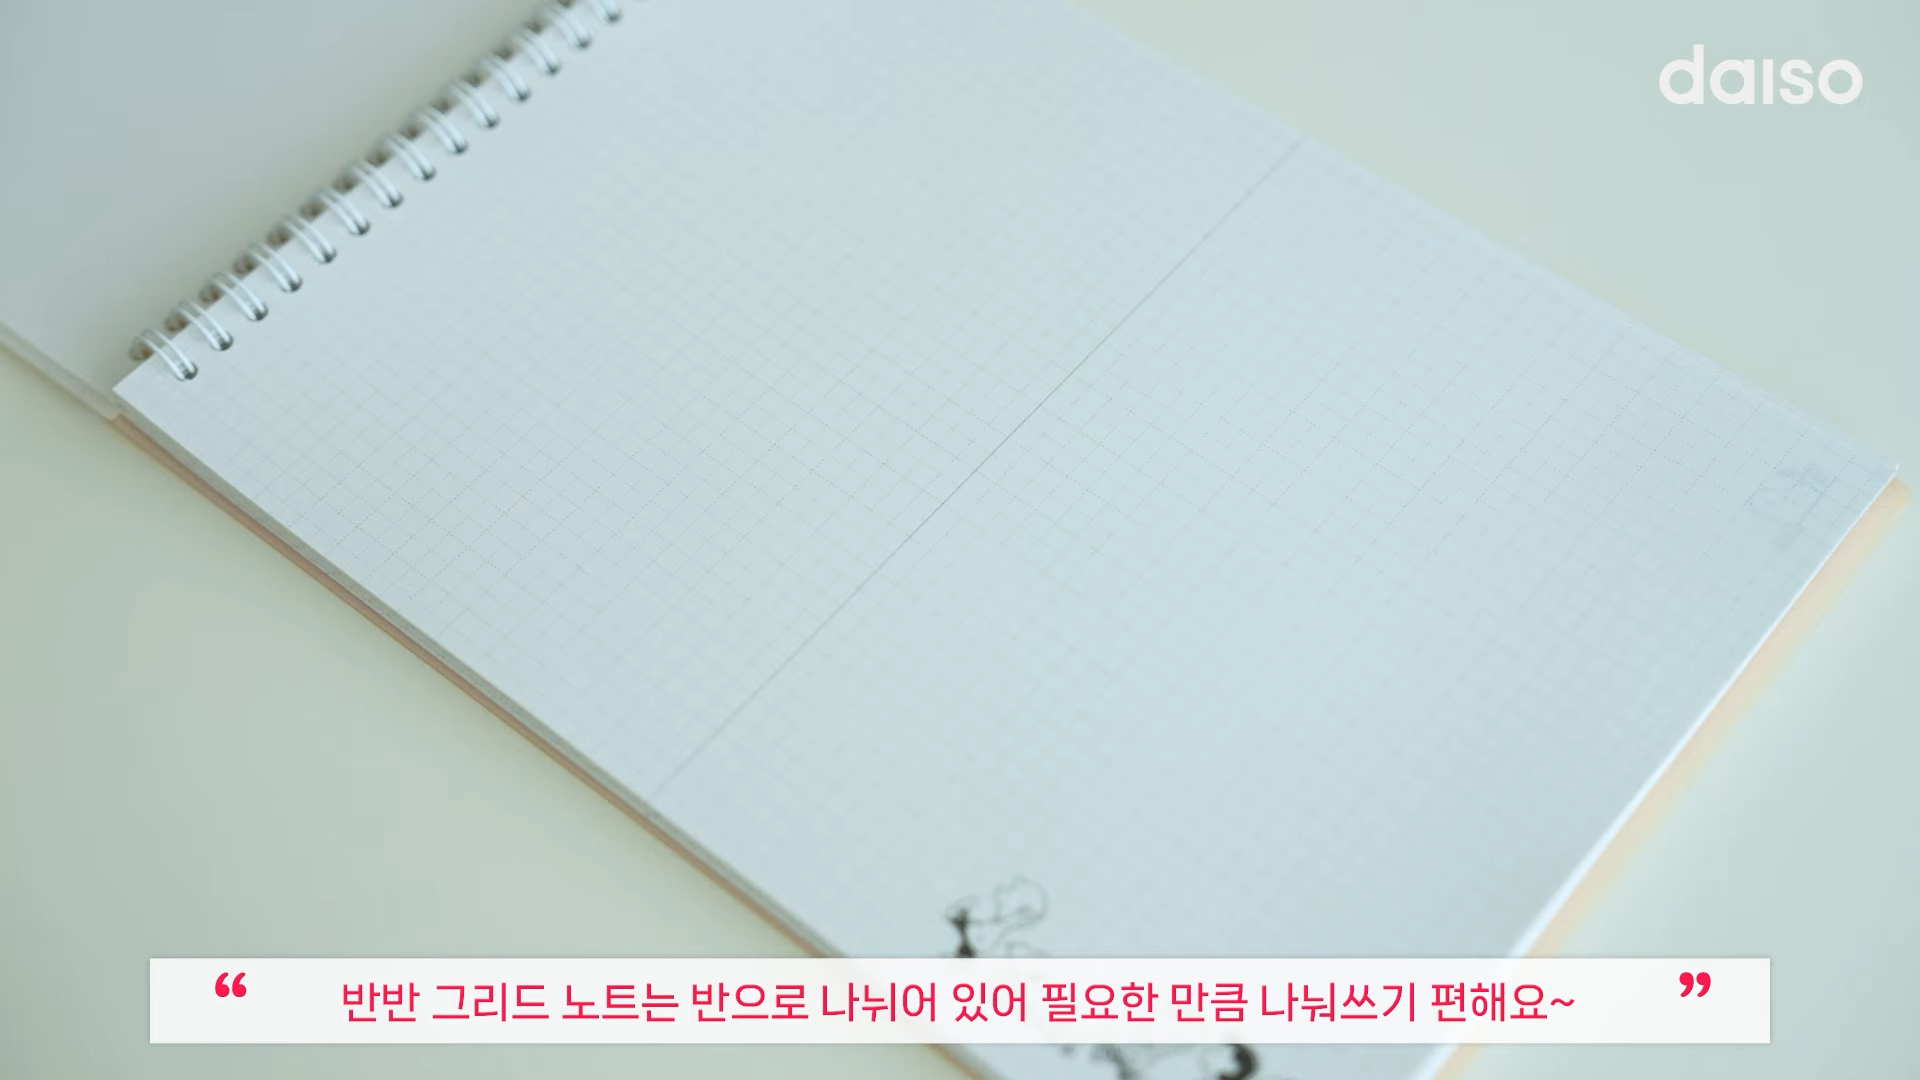 daiso
“ 반반 그리드 노트는 반으로 나뉘어 있어 필요한 만큼 나눠쓰기 편해요~ ”